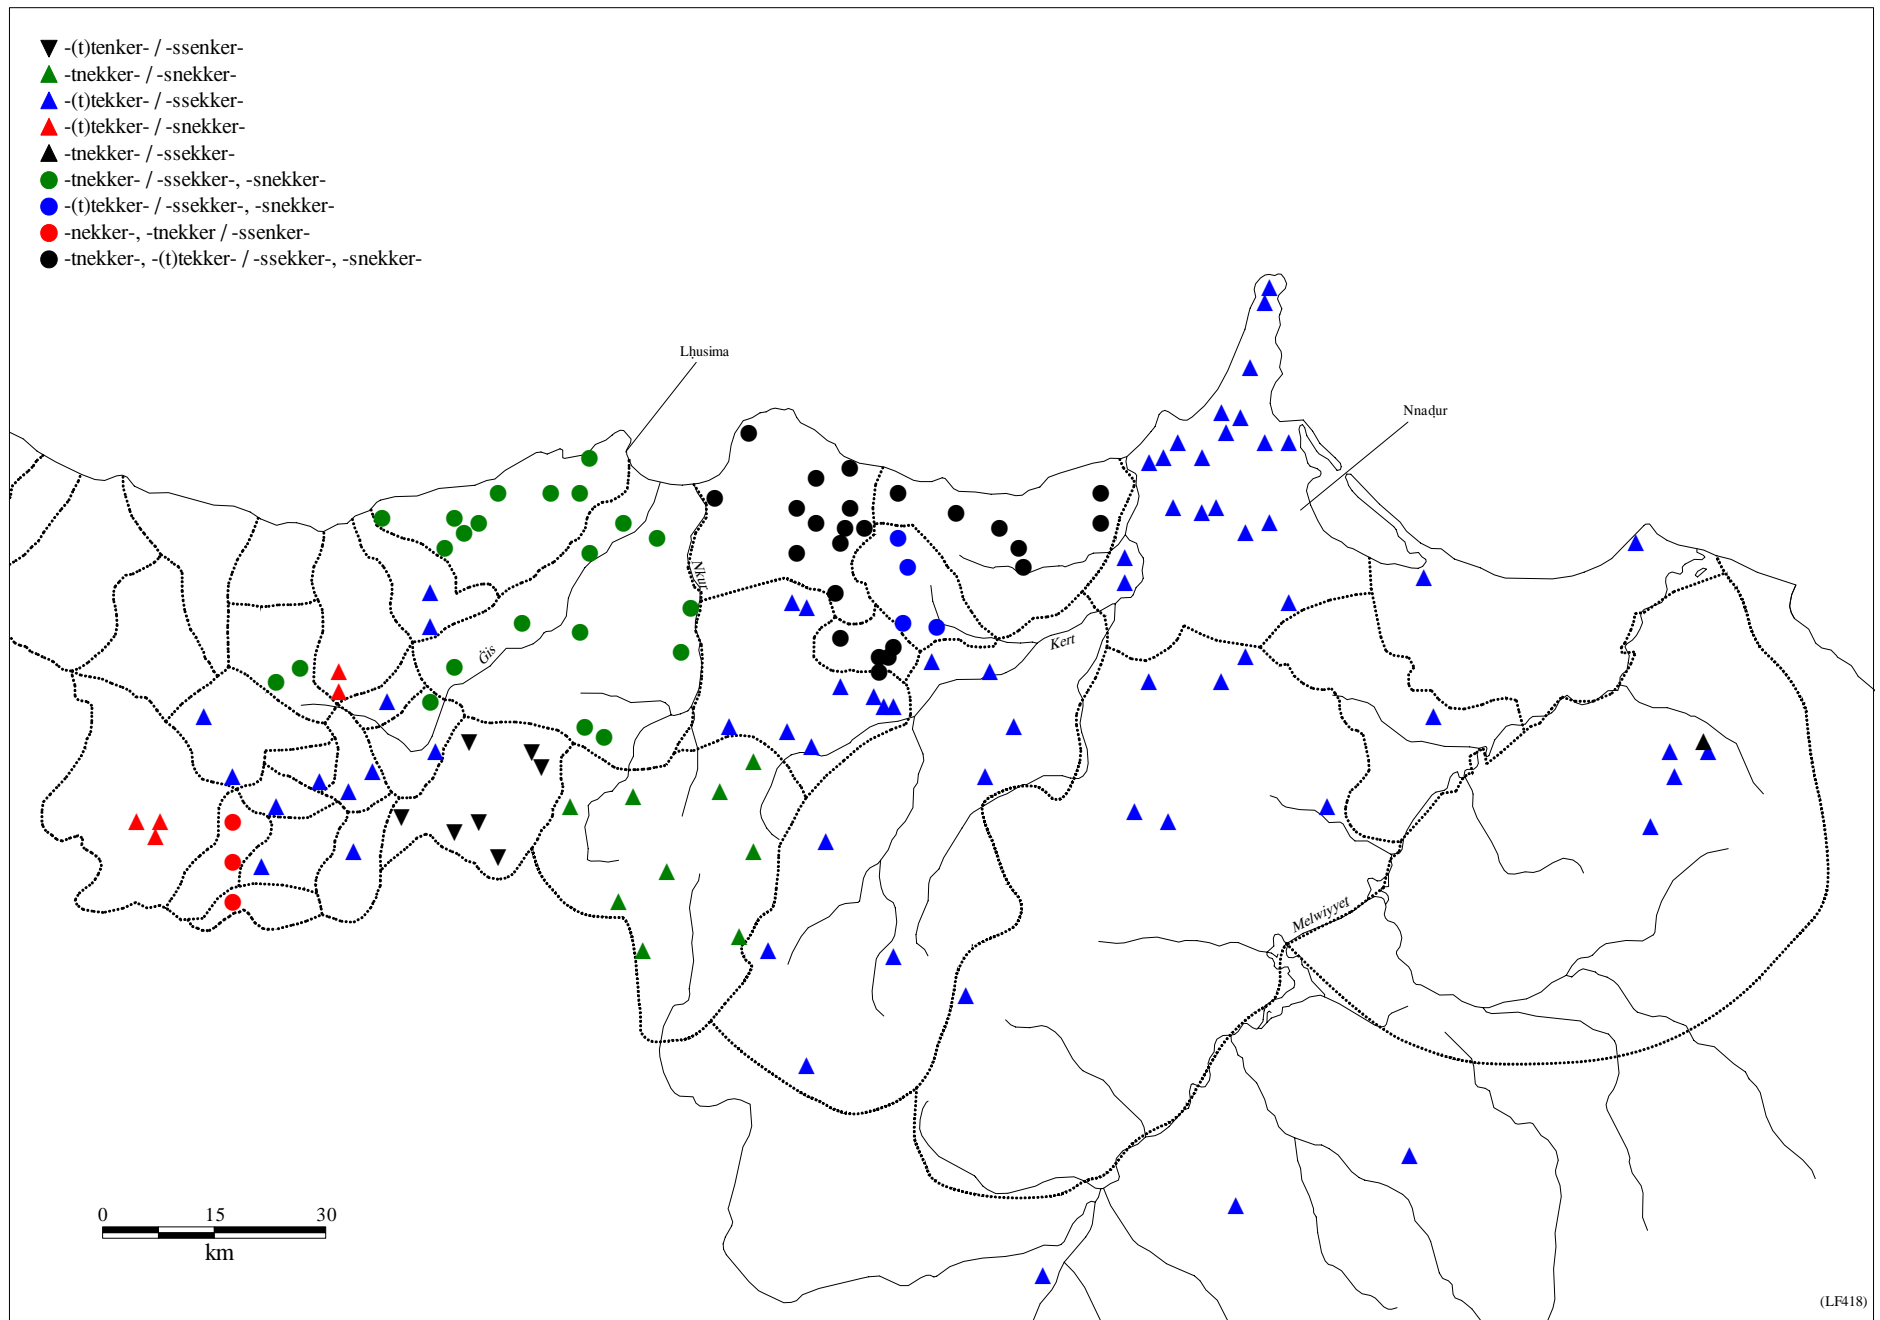 -(t)tenker- / -ssenker-
-tnekker- / -snekker-
-(t)tekker- / -ssekker-
-(t)tekker- / -snekker-
-tnekker- / -ssekker-
-tnekker- / -ssekker-, -snekker-
-(t)tekker- / -ssekker-, -snekker-
-nekker-, -tnekker / -ssenker-
-tnekker-, -(t)tekker- / -ssekker-, -snekker-
Lḥusima
Nnaḍur
Nkur
Kert
Ɣis
Melwiyyet
0 15 30
km
(LF418)